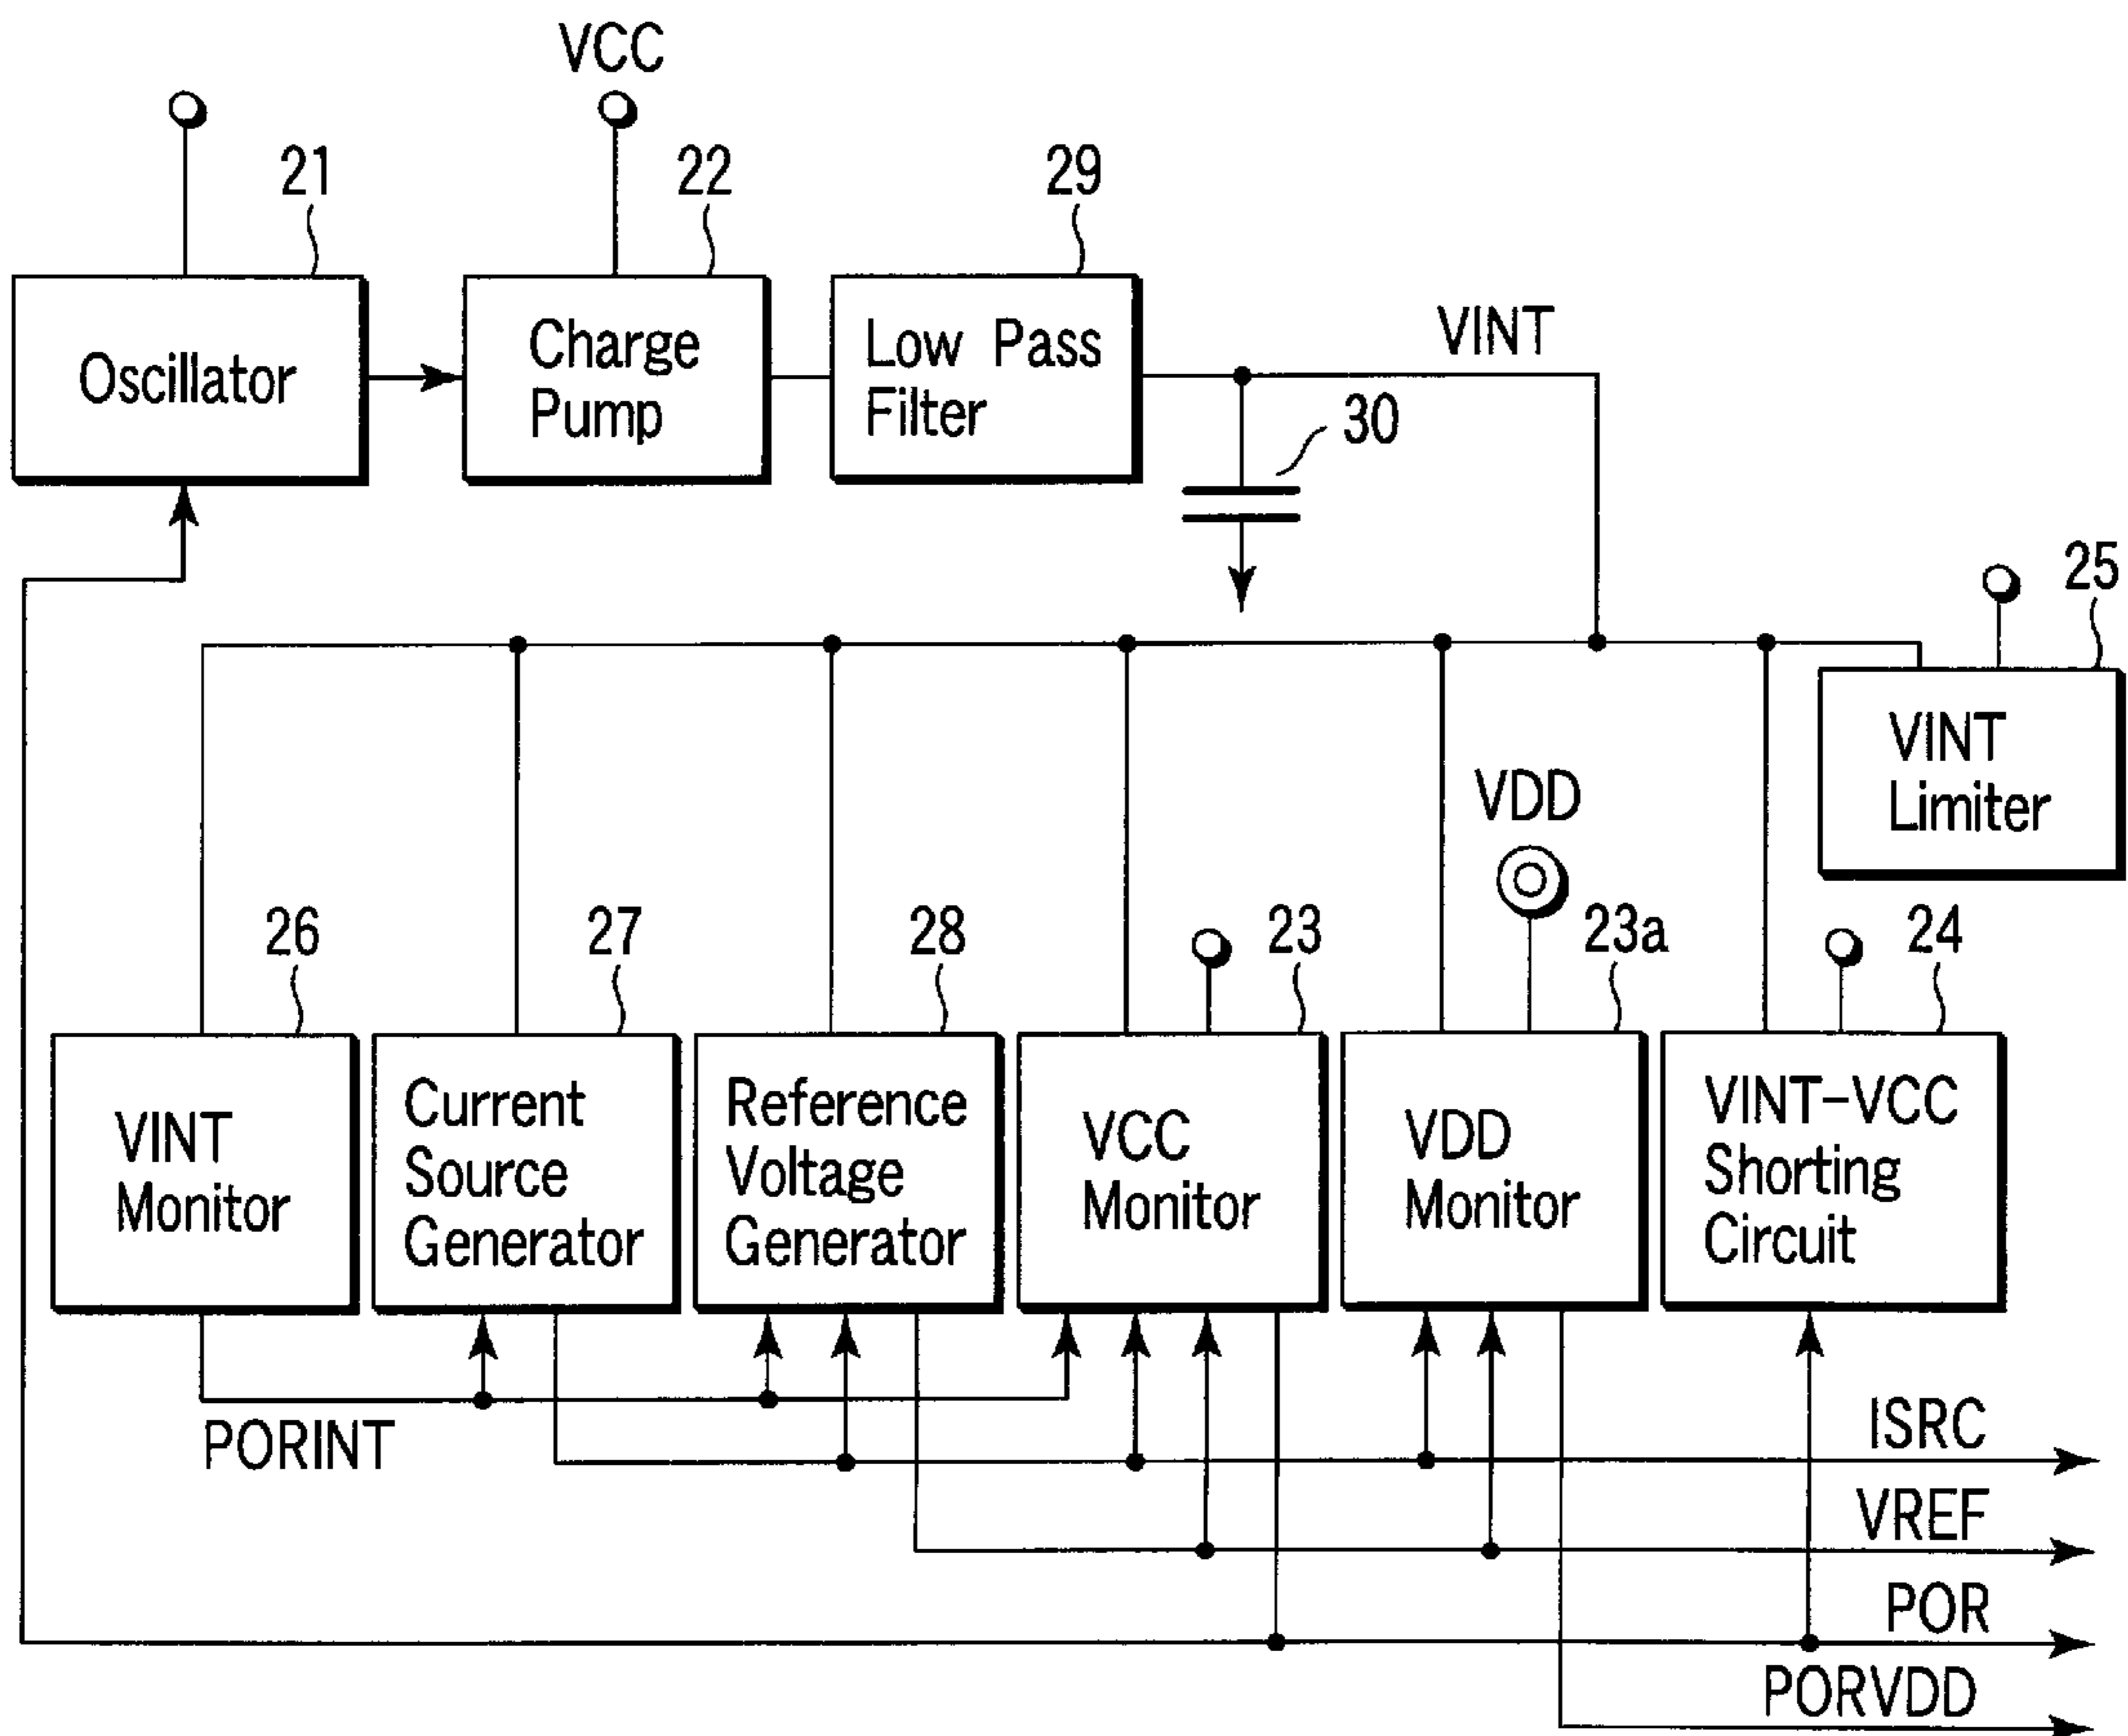 VCC
21
22
29
Oscillator
Charge
Pump
Low Pass
Filter
VINT
30
25
VINT
Limiter
VDD
26
27
28
23
23a
24
VINT
Monitor
Current
Source
Generator
Reference
Voltage
Generator
VCC
Monitor
VDD
Monitor
VINT-VCC
Shorting
Circuit
PORINT
ISRC
VREF
POR
PORVDD